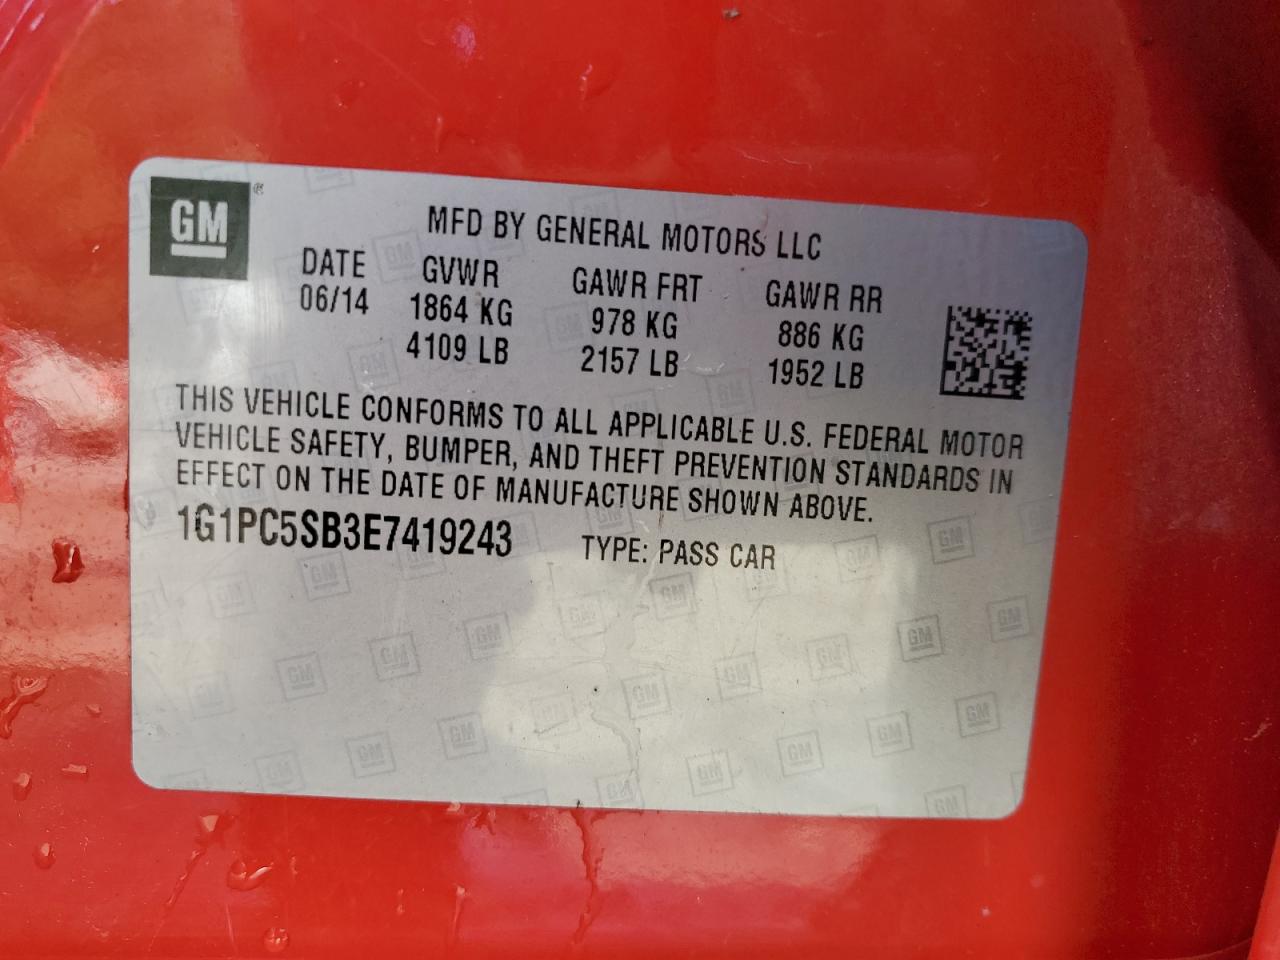 GM ®
MFD BY GENERAL MOTORS LLC
DATE GVWR GAWR FRT GAWR RR
06/14 1864 KG 978 KG 886 KG
4109 LB 2157 LB 1952 LB
THIS VEHICLE CONFORMS TO ALL APPLICABLE U.S. FEDERAL MOTOR
VEHICLE SAFETY, BUMPER, AND THEFT PREVENTION STANDARDS IN
EFFECT ON THE DATE OF MANUFACTURE SHOWN ABOVE.
1G1PC5SB3E7419243 TYPE: PASS CAR